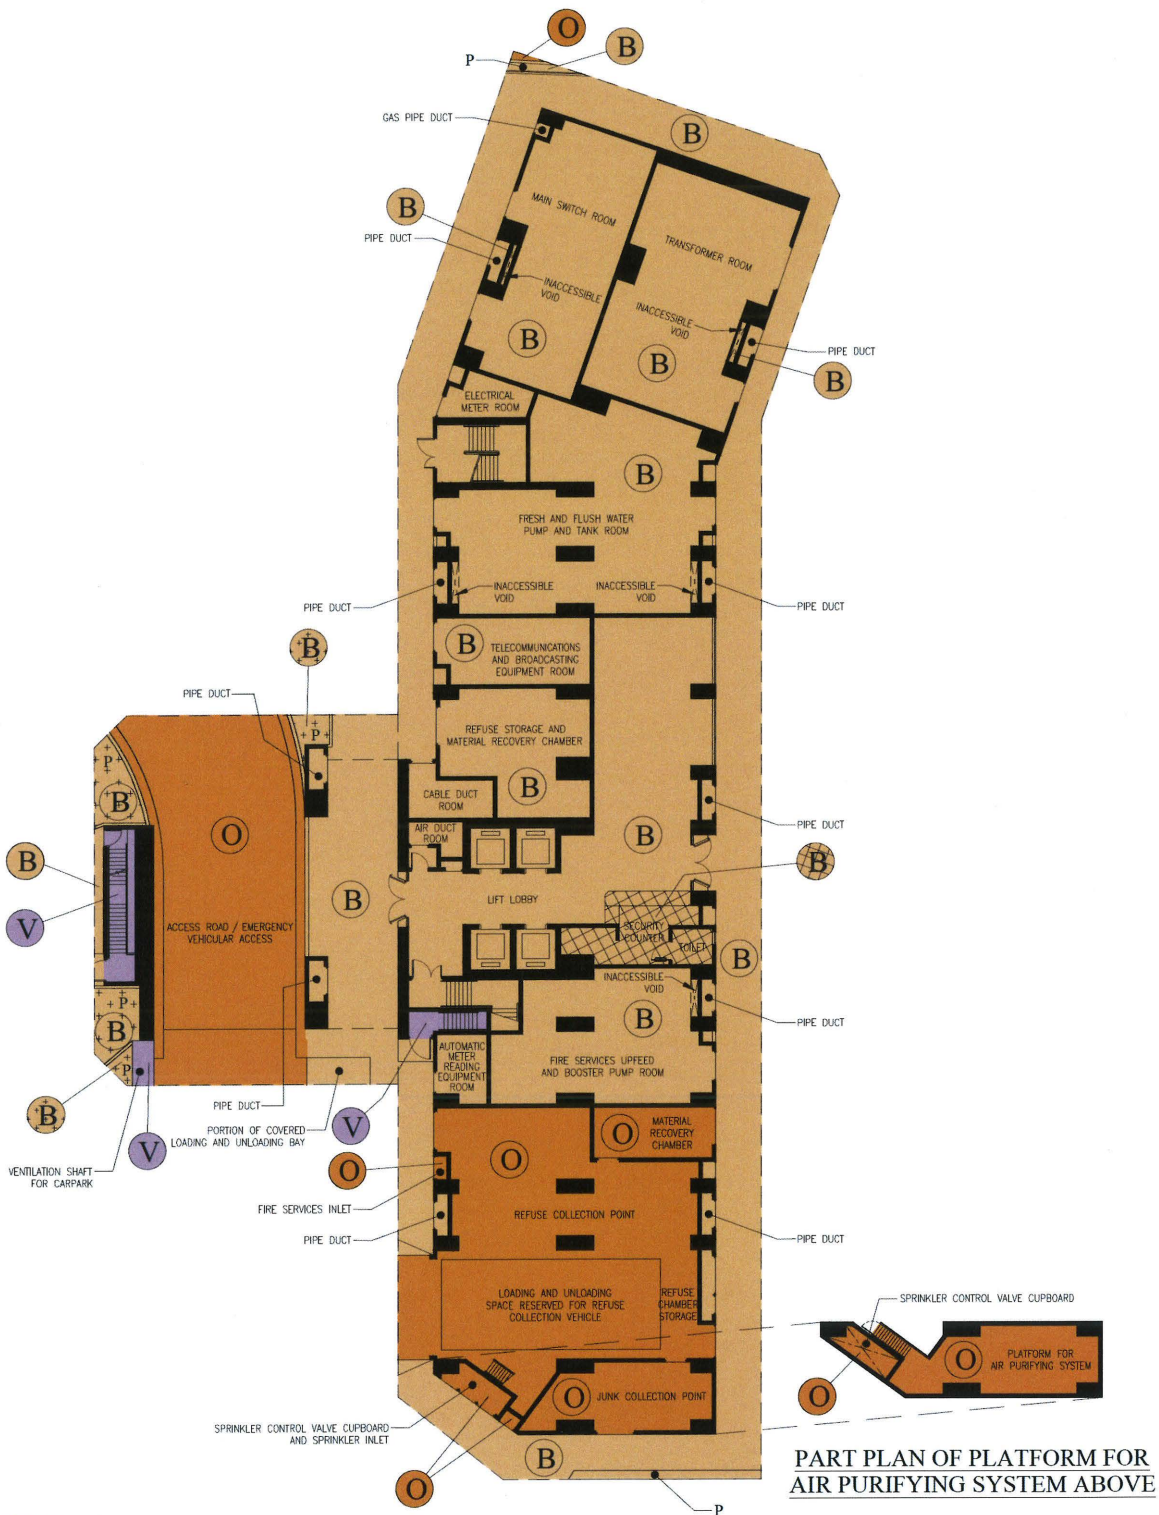 O
B
P
GAS PIPE DUCT
B
B
MAIN SWITCH ROOM
PIPE DUCT
TRANSFORMER ROOM
INACCESSIBLE
VOID
INACCESSIBLE
VOID
B
B
PIPE DUCT
B
ELECTRICAL
METER ROOM
B
FRESH AND FLUSH WATER
PUMP AND TANK ROOM
INACCESSIBLE
VOID
INACCESSIBLE
VOID
PIPE DUCT
PIPE DUCT
B
B
TELECOMMUNICATIONS
AND BROADCASTING
EQUIPMENT ROOM
PIPE DUCT
P
REFUSE STORAGE AND
MATERIAL RECOVERY CHAMBER
P
B
B
CABLE DUCT
ROOM
PIPE DUCT
O
AIR DUCT
ROOM
B
B
B
V
B
LIFT LOBBY
ACCESS ROAD / EMERGENCY
VEHICULAR ACCESS
SECURITY
COUNTER
TOILET
B
INACCESSIBLE
VOID
P
B
B
PIPE DUCT
V
AUTOMATIC
METER
READING
EQUIPMENT
ROOM
FIRE SERVICES UPFEED
AND BOOSTER PUMP ROOM
P
B
PIPE DUCT
PORTION OF COVERED
LOADING AND UNLOADING BAY
V
V
O
MATERIAL
RECOVERY
CHAMBER
O
VENTILATION SHAFT
FOR CARPARK
O
FIRE SERVICES INLET
REFUSE COLLECTION POINT
PIPE DUCT
PIPE DUCT
LOADING AND UNLOADING
SPACE RESERVED FOR REFUSE
COLLECTION VEHICLE
REFUSE
CHAMBER
STORAGE
SPRINKLER CONTROL VALVE CUPBOARD
O
PLATFORM FOR
AIR PURIFYING SYSTEM
O
O
JUNK COLLECTION POINT
SPRINKLER CONTROL VALVE CUPBOARD
AND SPRINKLER INLET
B
O
P
PART PLAN OF PLATFORM FOR
AIR PURIFYING SYSTEM ABOVE